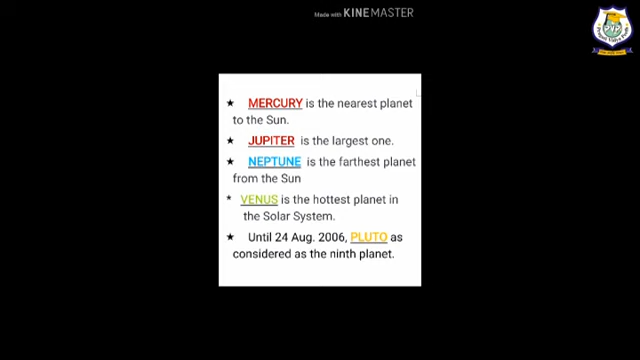 Made with KINEMASTER
PVP
★ MERCURY is the nearest planet
to the Sun.
★ JUPITER is the largest one.
★ NEPTUNE is the farthest planet
from the Sun
* VENUS is the hottest planet in
the Solar System.
★ Until 24 Aug. 2006, PLUTO as
considered as the ninth planet.